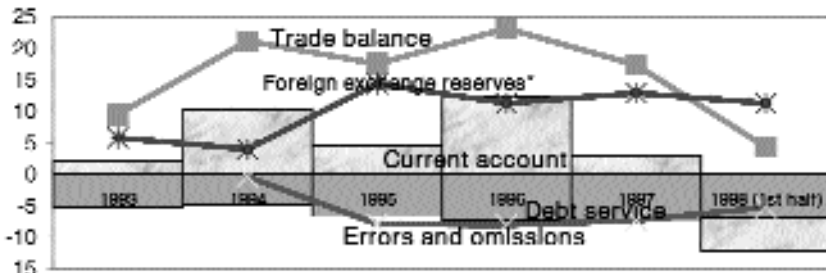 25
20
Trade balance
15
Foreign exchange reserves*
10
5
Current account
0
1993 1994 1995 1996 1997 1998 (1st half)
-5
Debt service
-10
Errors and omissions
15